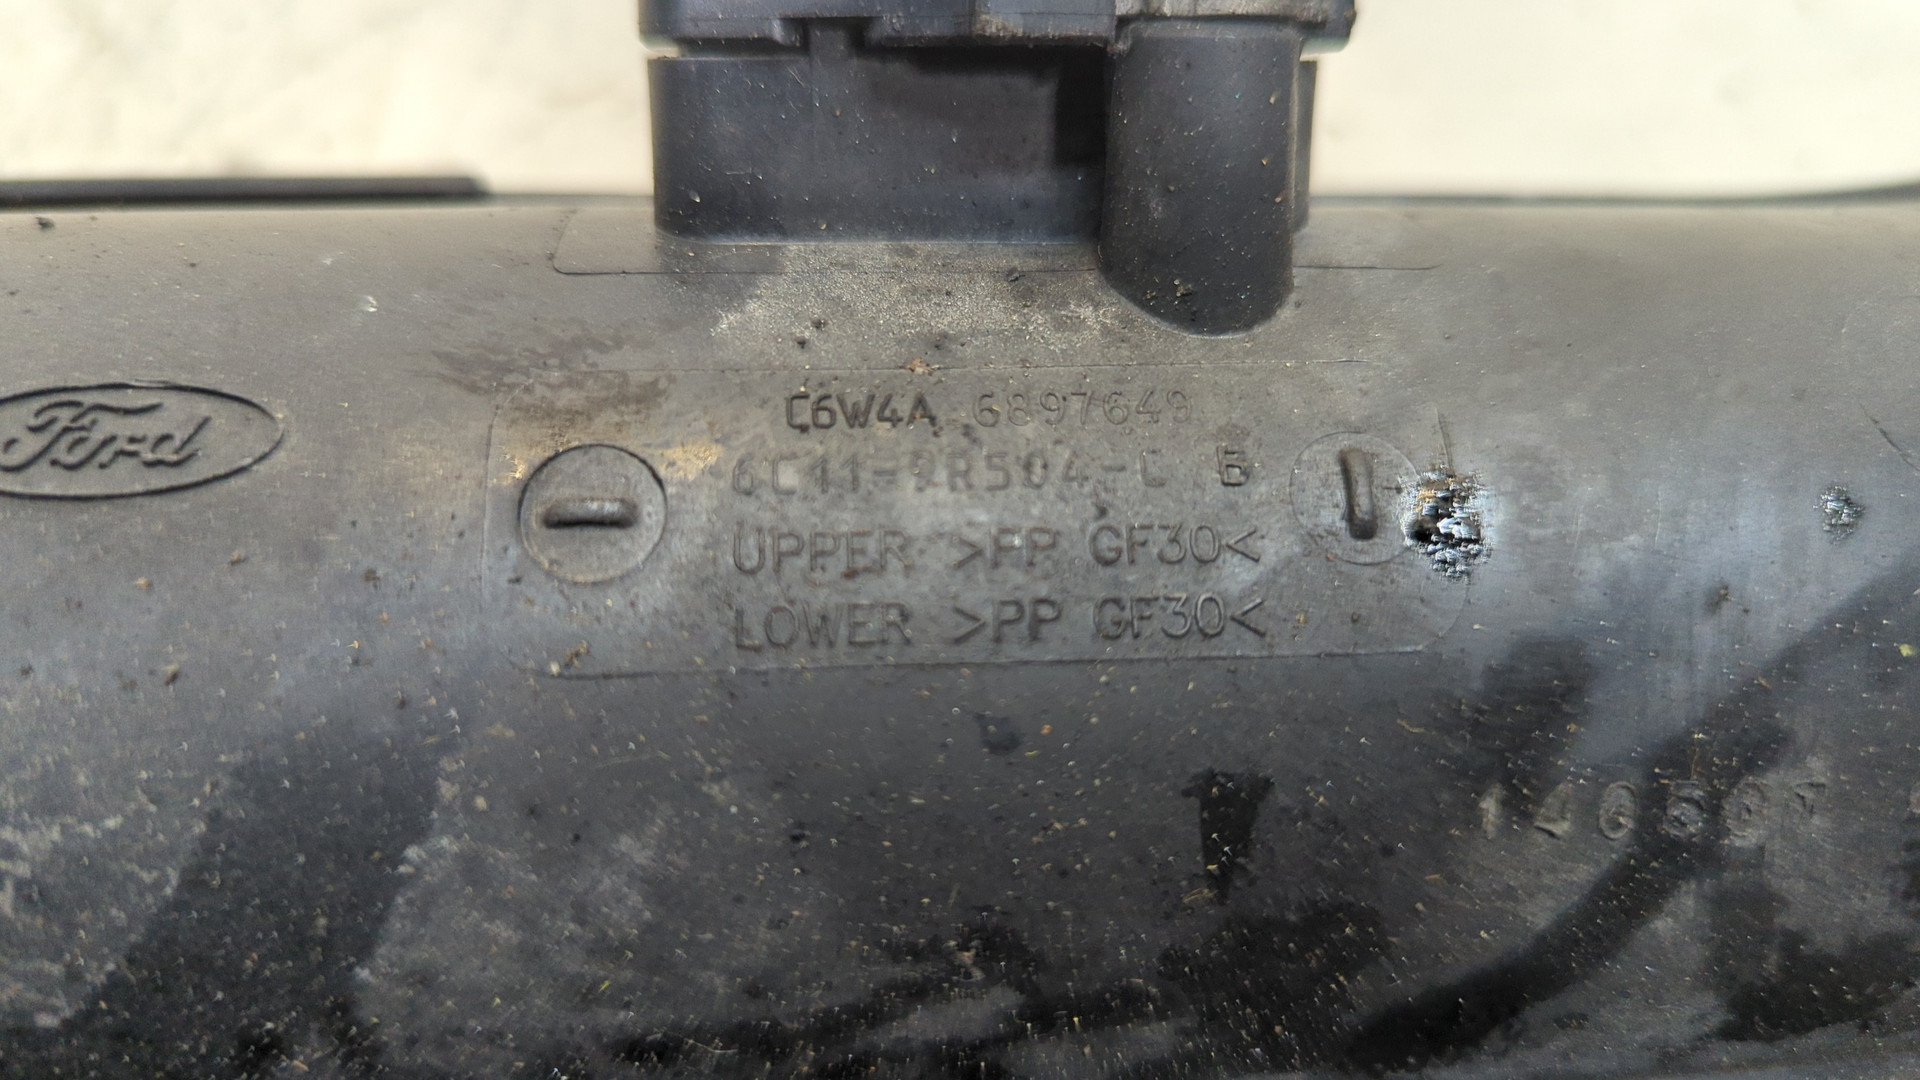 Ford
C6W4A 6897649
6C11-9R504-C B
UPPER >PP GF30<
LOWER >PP GF30<